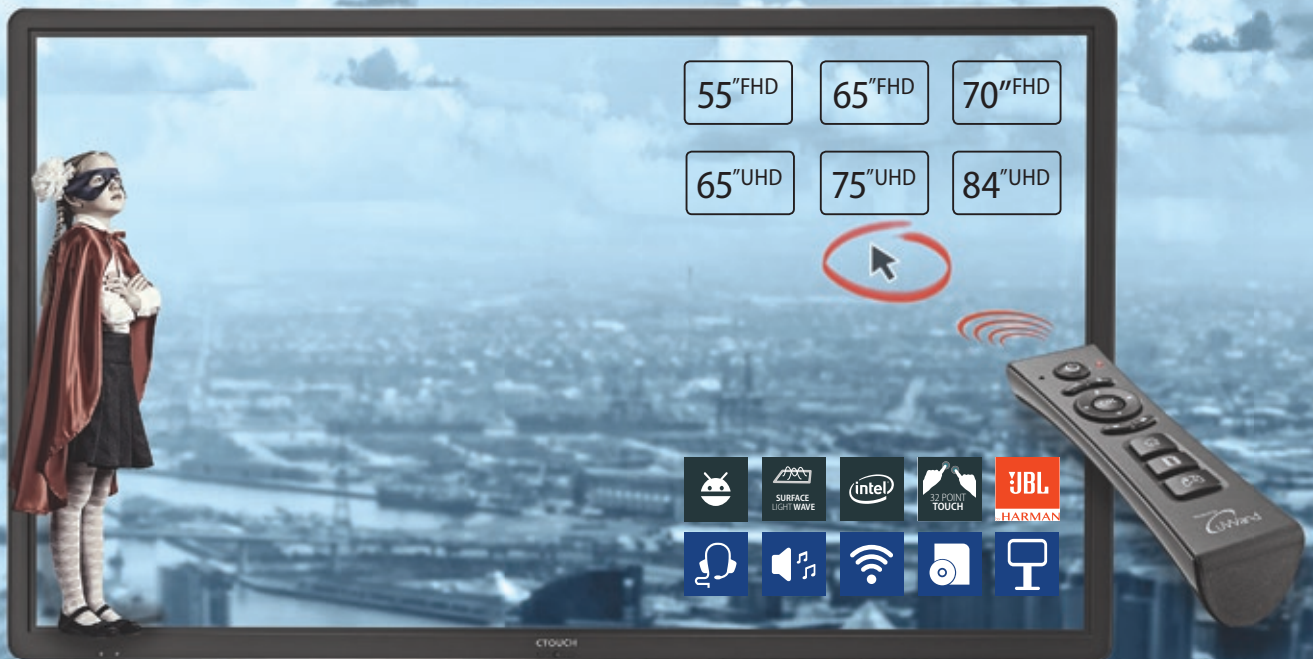 55"FHD 65"FHD 70"FHD
65"UHD 75"UHD 84"UHD
SURFACE
LIGHT WAVE
intel
32 POINT
TOUCH
JBL
HARMAN
uWand
CTOUCH